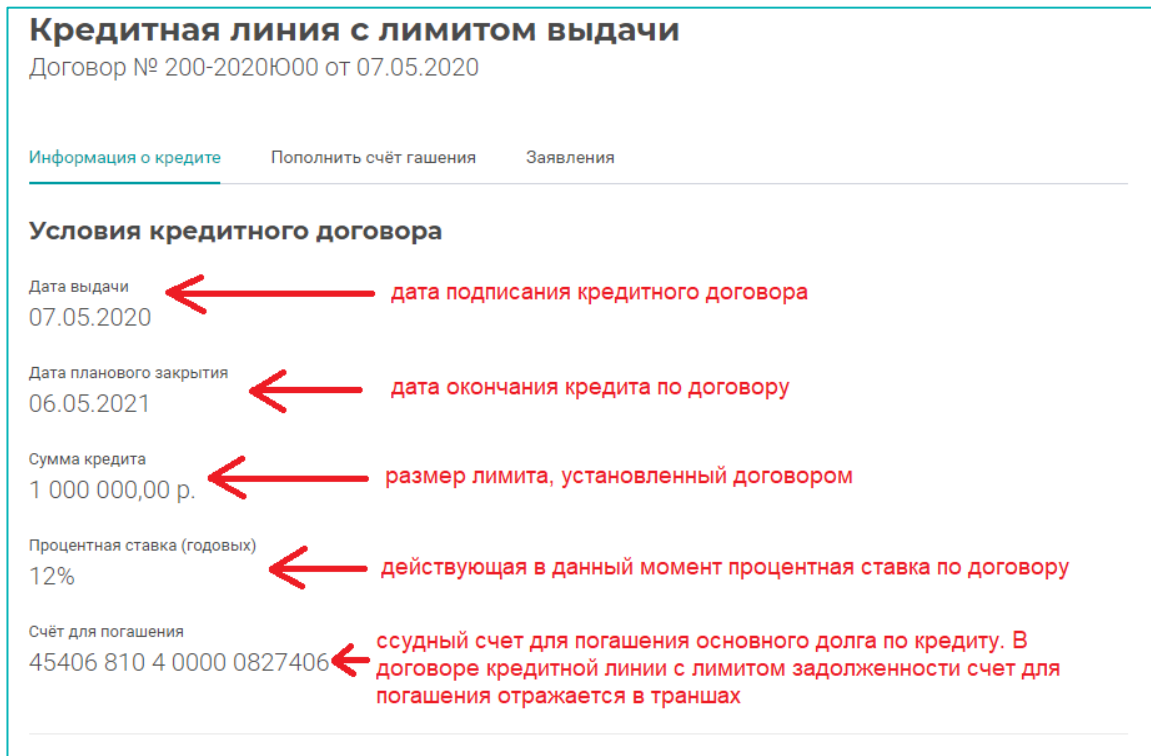 Кредитная линия с лимитом выдачи
Договор № 200-2020Ю00 от 07.05.2020
Информация о кредите Пополнить счёт гашения Заявления
Условия кредитного договора
Дата выдачи
07.05.2020
дата подписания кредитного договора
Дата планового закрытия
06.05.2021
дата окончания кредита по договору
Сумма кредита
1 000 000,00 р.
размер лимита, установленный договором
Процентная ставка (годовых)
12%
действующая в данный момент процентная ставка по договору
Счёт для погашения
45406 810 4 0000 0827406
ссудный счет для погашения основного долга по кредиту. В
договоре кредитной линии с лимитом задолженности счет для
погашения отражается в траншах